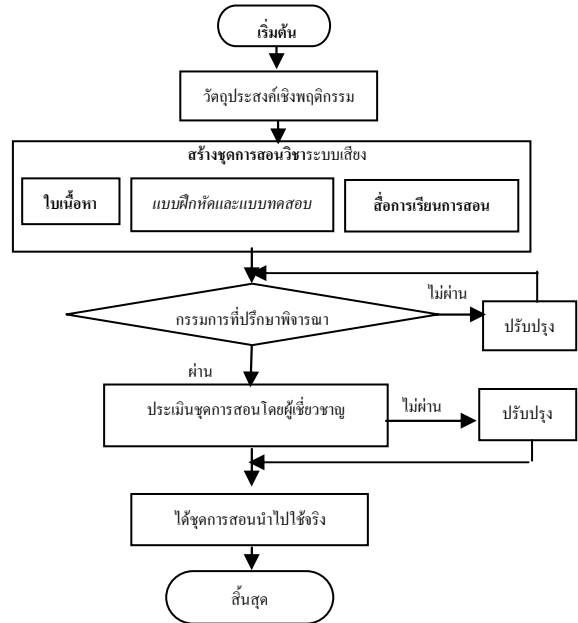 เริ่มต้น
วัตถุประสงค์เชิงพฤติกรรม
สร้างชุดการสอนวิชาระบบเสียง
ใบเนื้อหา
แบบฝึกหัดและแบบทดสอบ
สื่อการเรียนการสอน
กรรมการที่ปรึกษาพิจารณา
ไม่ผ่าน
ปรับปรุง
ผ่าน
ประเมินชุดการสอนโดยผู้เชี่ยวชาญ
ไม่ผ่าน
ปรับปรุง
ได้ชุดการสอนนำไปใช้จริง
สิ้นสุด